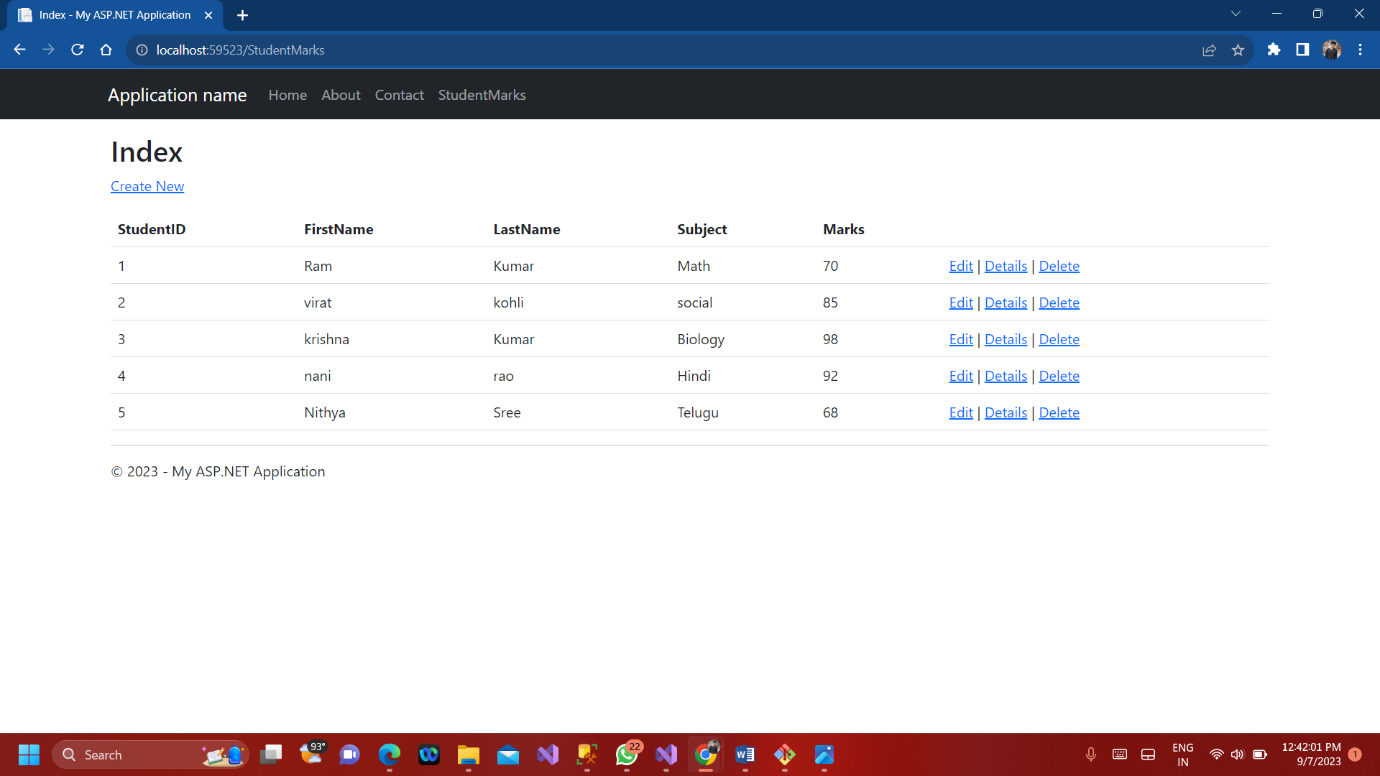 Index - My ASP.NET Application
localhost:59523/StudentMarks
Application name Home About Contact StudentMarks
Index
Create New
StudentID FirstName LastName Subject Marks
1 Ram Kumar Math 70 Edit | Details | Delete
2 virat kohli social 85 Edit | Details | Delete
3 krishna Kumar Biology 98 Edit | Details | Delete
4 nani rao Hindi 92 Edit | Details | Delete
5 Nithya Sree Telugu 68 Edit | Details | Delete
© 2023 - My ASP.NET Application
Search 93° 22 ENG 12:42:01 PM 1
IN 9/7/2023